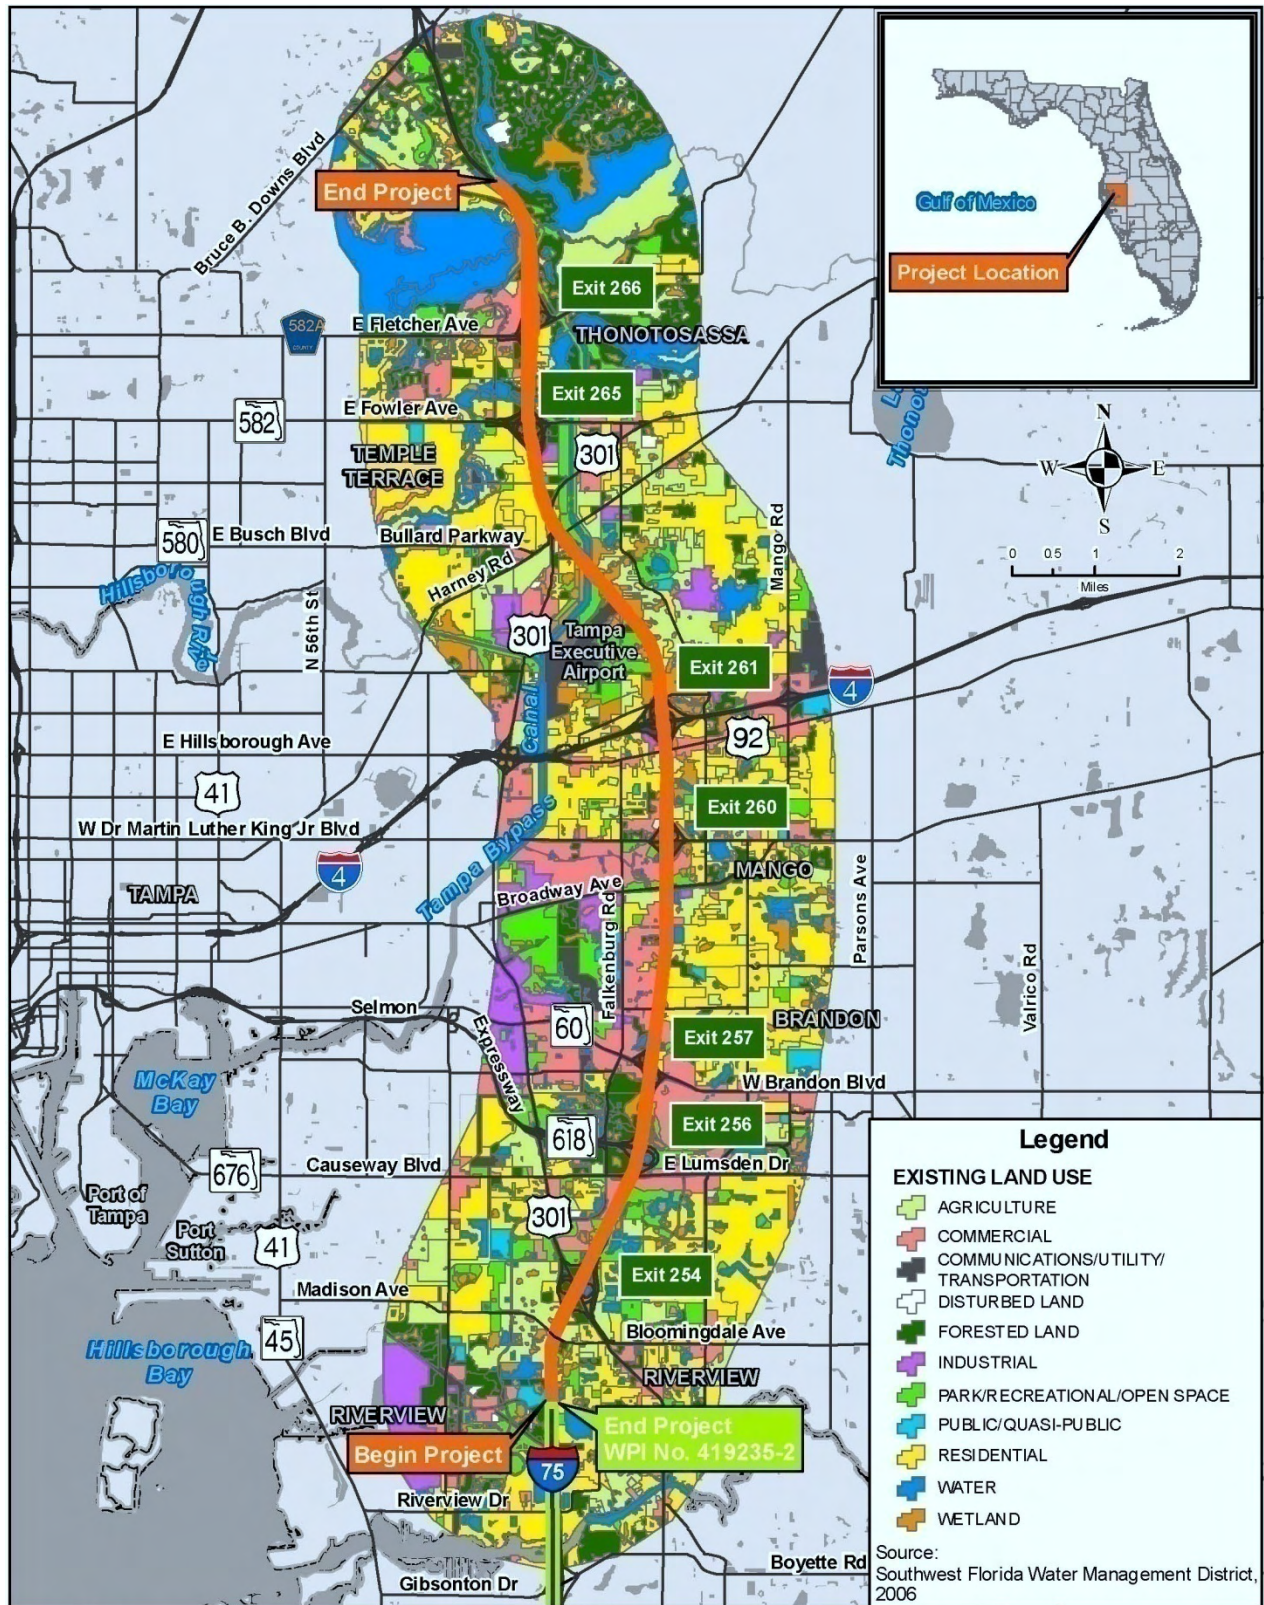 Bruce B. Downs Blvd
End Project
Gulf of Mexico
Project Location
Exit 266
582A
COUNTY
E Fletcher Ave
THONOTOSASSA
Exit 265
582
E Fowler Ave
301
TEMPLE
TERRACE
N
W
E
S
580
E Busch Blvd
Bullard Parkway
Mango Rd
0
0.5
1
2
Miles
Harney Rd
Hillsborough
N 56th St
301
Tampa
Executive
Airport
Exit 261
4
Canal
92
E Hillsborough Ave
41
Exit 260
W Dr Martin Luther King Jr Blvd
4
Tampa Bypass
MANGO
TAMPA
Broadway Ave
Falkenburg Rd
Parsons Ave
Valrico Rd
Selmon
Expressway
60
BRANDON
Exit 257
McKay
Bay
W Brandon Blvd
Exit 256
618
E Lumsden Dr
676
Causeway Blvd
Port of
Tampa
Port
Sutton
41
301
Exit 254
Madison Ave
45
Bloomingdale Ave
Hillsborough
Bay
RIVERVIEW
RIVERVIEW
Begin Project
End Project
WPI No. 419235-2
75
Riverview Dr
Boyette Rd
Gibsonton Dr
Legend
EXISTING LAND USE
AGRICULTURE
COMMERCIAL
COMMUNICATIONS/UTILITY/
TRANSPORTATION
DISTURBED LAND
FORESTED LAND
INDUSTRIAL
PARK/RECREATIONAL/OPEN SPACE
PUBLIC/QUASI-PUBLIC
RESIDENTIAL
WATER
WETLAND
Source:
Southwest Florida Water Management District,
2006